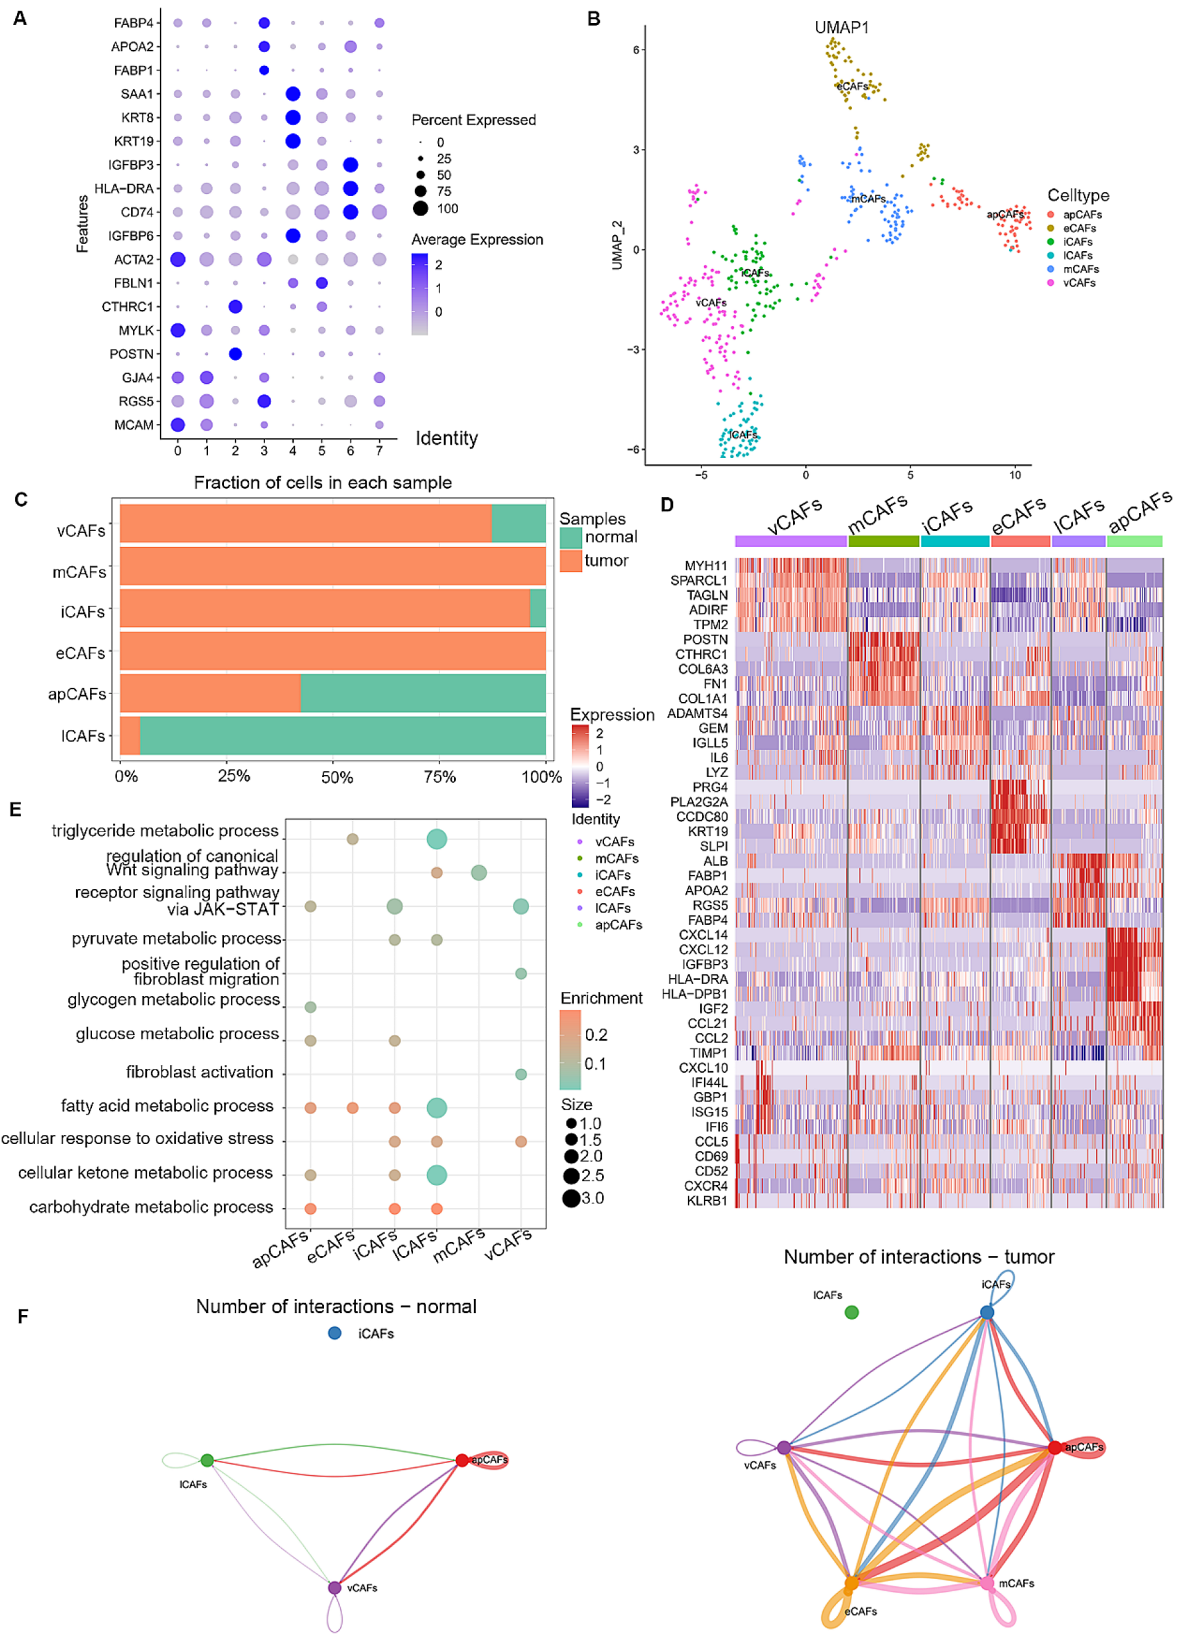 A
FABP4
APOA2
FABP1
SAA1
KRT8
KRT19
IGFBP3
HLA−DRA
CD74
IGFBP6
ACTA2
FBLN1
CTHRC1
MYLK
POSTN
GJA4
RGS5
MCAM
Features
0 1 2 3 4 5 6 7
Identity
Percent Expressed
0
25
50
75
100
Average Expression
2
1
0
B
UMAP1
UMAP_2
6
3
0
−3
−6
−5 0 5 10
eCAFs
mCAFs
apCAFs
iCAFs
vCAFs
lCAFs
Celltype
apCAFs
eCAFs
iCAFs
lCAFs
mCAFs
vCAFs
C
Fraction of cells in each sample
vCAFs
mCAFs
iCAFs
eCAFs
apCAFs
lCAFs
0% 25% 50% 75% 100%
Samples
normal
tumor
D
vCAFs mCAFs iCAFs eCAFs lCAFs apCAFs
MYH11
SPARCL1
TAGLN
ADIRF
TPM2
POSTN
CTHRC1
COL6A3
FN1
COL1A1
ADAMTS4
GEM
IGLL5
IL6
LYZ
PRG4
PLA2G2A
CCDC80
KRT19
SLPI
ALB
FABP1
APOA2
RGS5
FABP4
CXCL14
CXCL12
IGFBP3
HLA−DRA
HLA−DPB1
IGF2
CCL21
CCL2
TIMP1
CXCL10
IFI44L
GBP1
ISG15
IFI6
CCL5
CD69
CD52
CXCR4
KLRB1
Expression
2
1
0
−1
−2
Identity
vCAFs
mCAFs
iCAFs
eCAFs
lCAFs
apCAFs
E
triglyceride metabolic process
regulation of canonical
Wnt signaling pathway
receptor signaling pathway
via JAK−STAT
pyruvate metabolic process
positive regulation of
fibroblast migration
glycogen metabolic process
glucose metabolic process
fibroblast activation
fatty acid metabolic process
cellular response to oxidative stress
cellular ketone metabolic process
carbohydrate metabolic process
apCAFs eCAFs iCAFs lCAFs mCAFs vCAFs
Enrichment
0.2
0.1
Size
1.0
1.5
2.0
2.5
3.0
F
Number of interactions − normal
iCAFs
lCAFs
apCAFs
vCAFs
Number of interactions − tumor
lCAFs
iCAFs
vCAFs
apCAFs
eCAFs
mCAFs